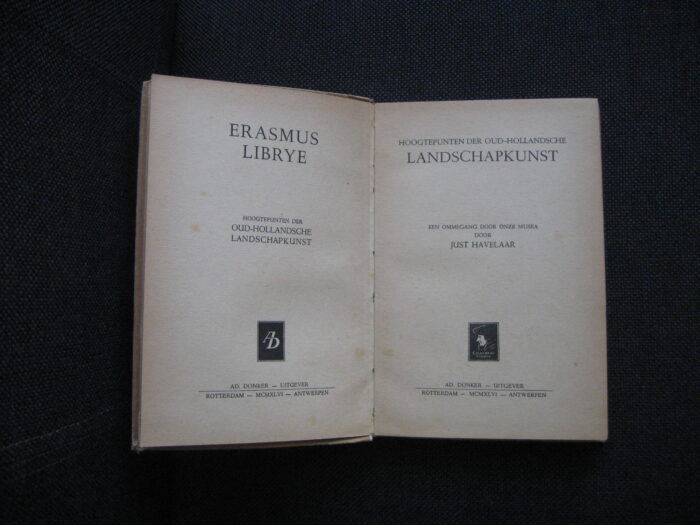 ERASMUS
LIBRYE
HOOGTEPUNTEN DER
OUD-HOLLANDSCHE
LANDSCHAPKUNST
AD
AD. DONKER — UITGEVER
ROTTERDAM — MCMXLVI — ANTWERPEN
HOOGTEPUNTEN DER OUD-HOLLANDSCHE
LANDSCHAPKUNST
EEN OMMEGANG DOOR ONZE MUSEA
DOOR
JUST HAVELAAR
AD. DONKER — UITGEVER
ROTTERDAM — MCMXLVI — ANTWERPEN